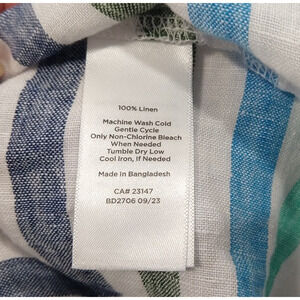 100% Linen
Machine Wash Cold
Gentle Cycle
Only Non-Chlorine Bleach
When Needed
Tumble Dry Low
Cool Iron, If Needed
Made in Bangladesh
CA# 23147
BD2706 09/23